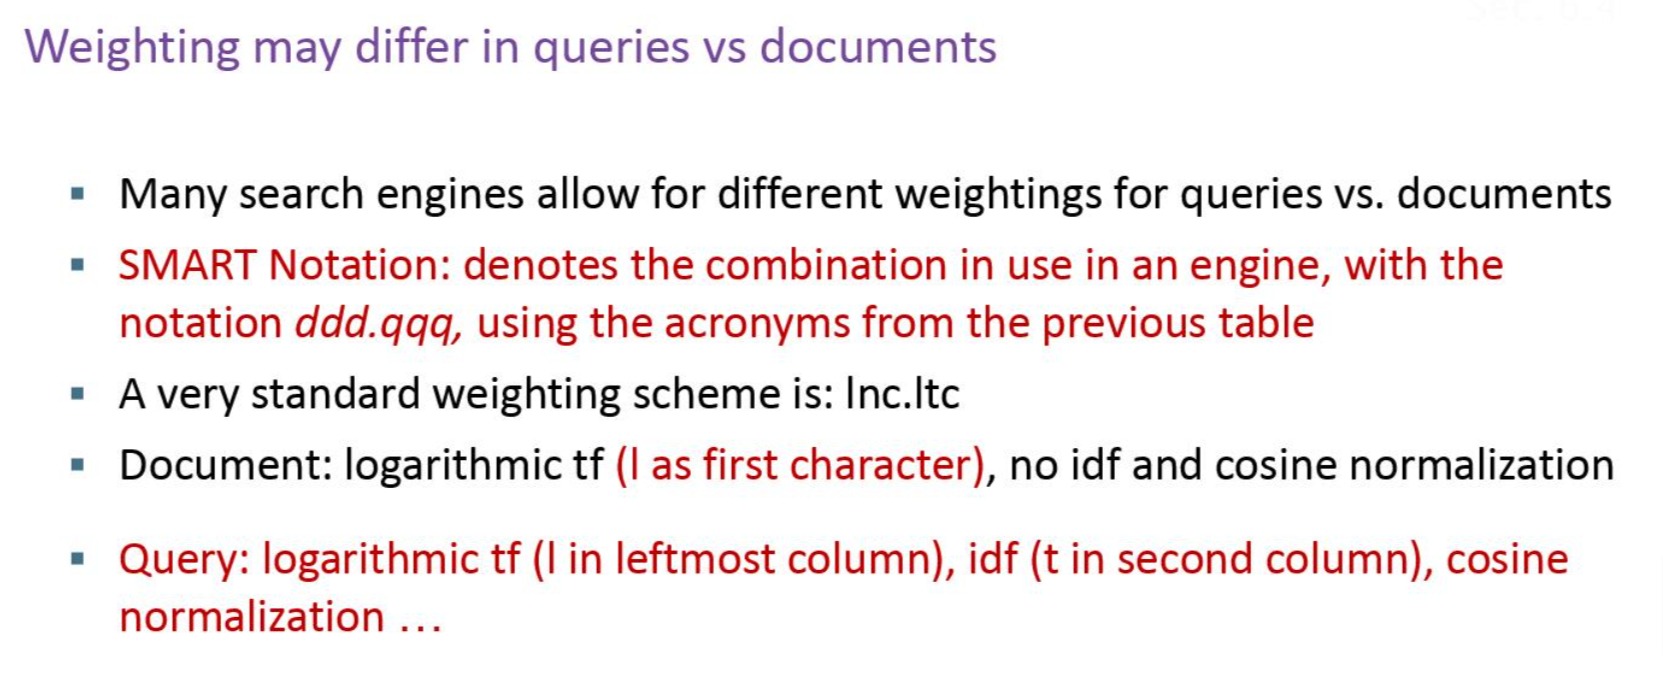 Weighting may differ in queries vs documents
▪ Many search engines allow for different weightings for queries vs. documents
▪ SMART Notation: denotes the combination in use in an engine, with the
notation ddd.qqq, using the acronyms from the previous table
▪ A very standard weighting scheme is: lnc.ltc
▪ Document: logarithmic tf (l as first character), no idf and cosine normalization
▪ Query: logarithmic tf (l in leftmost column), idf (t in second column), cosine
normalization …